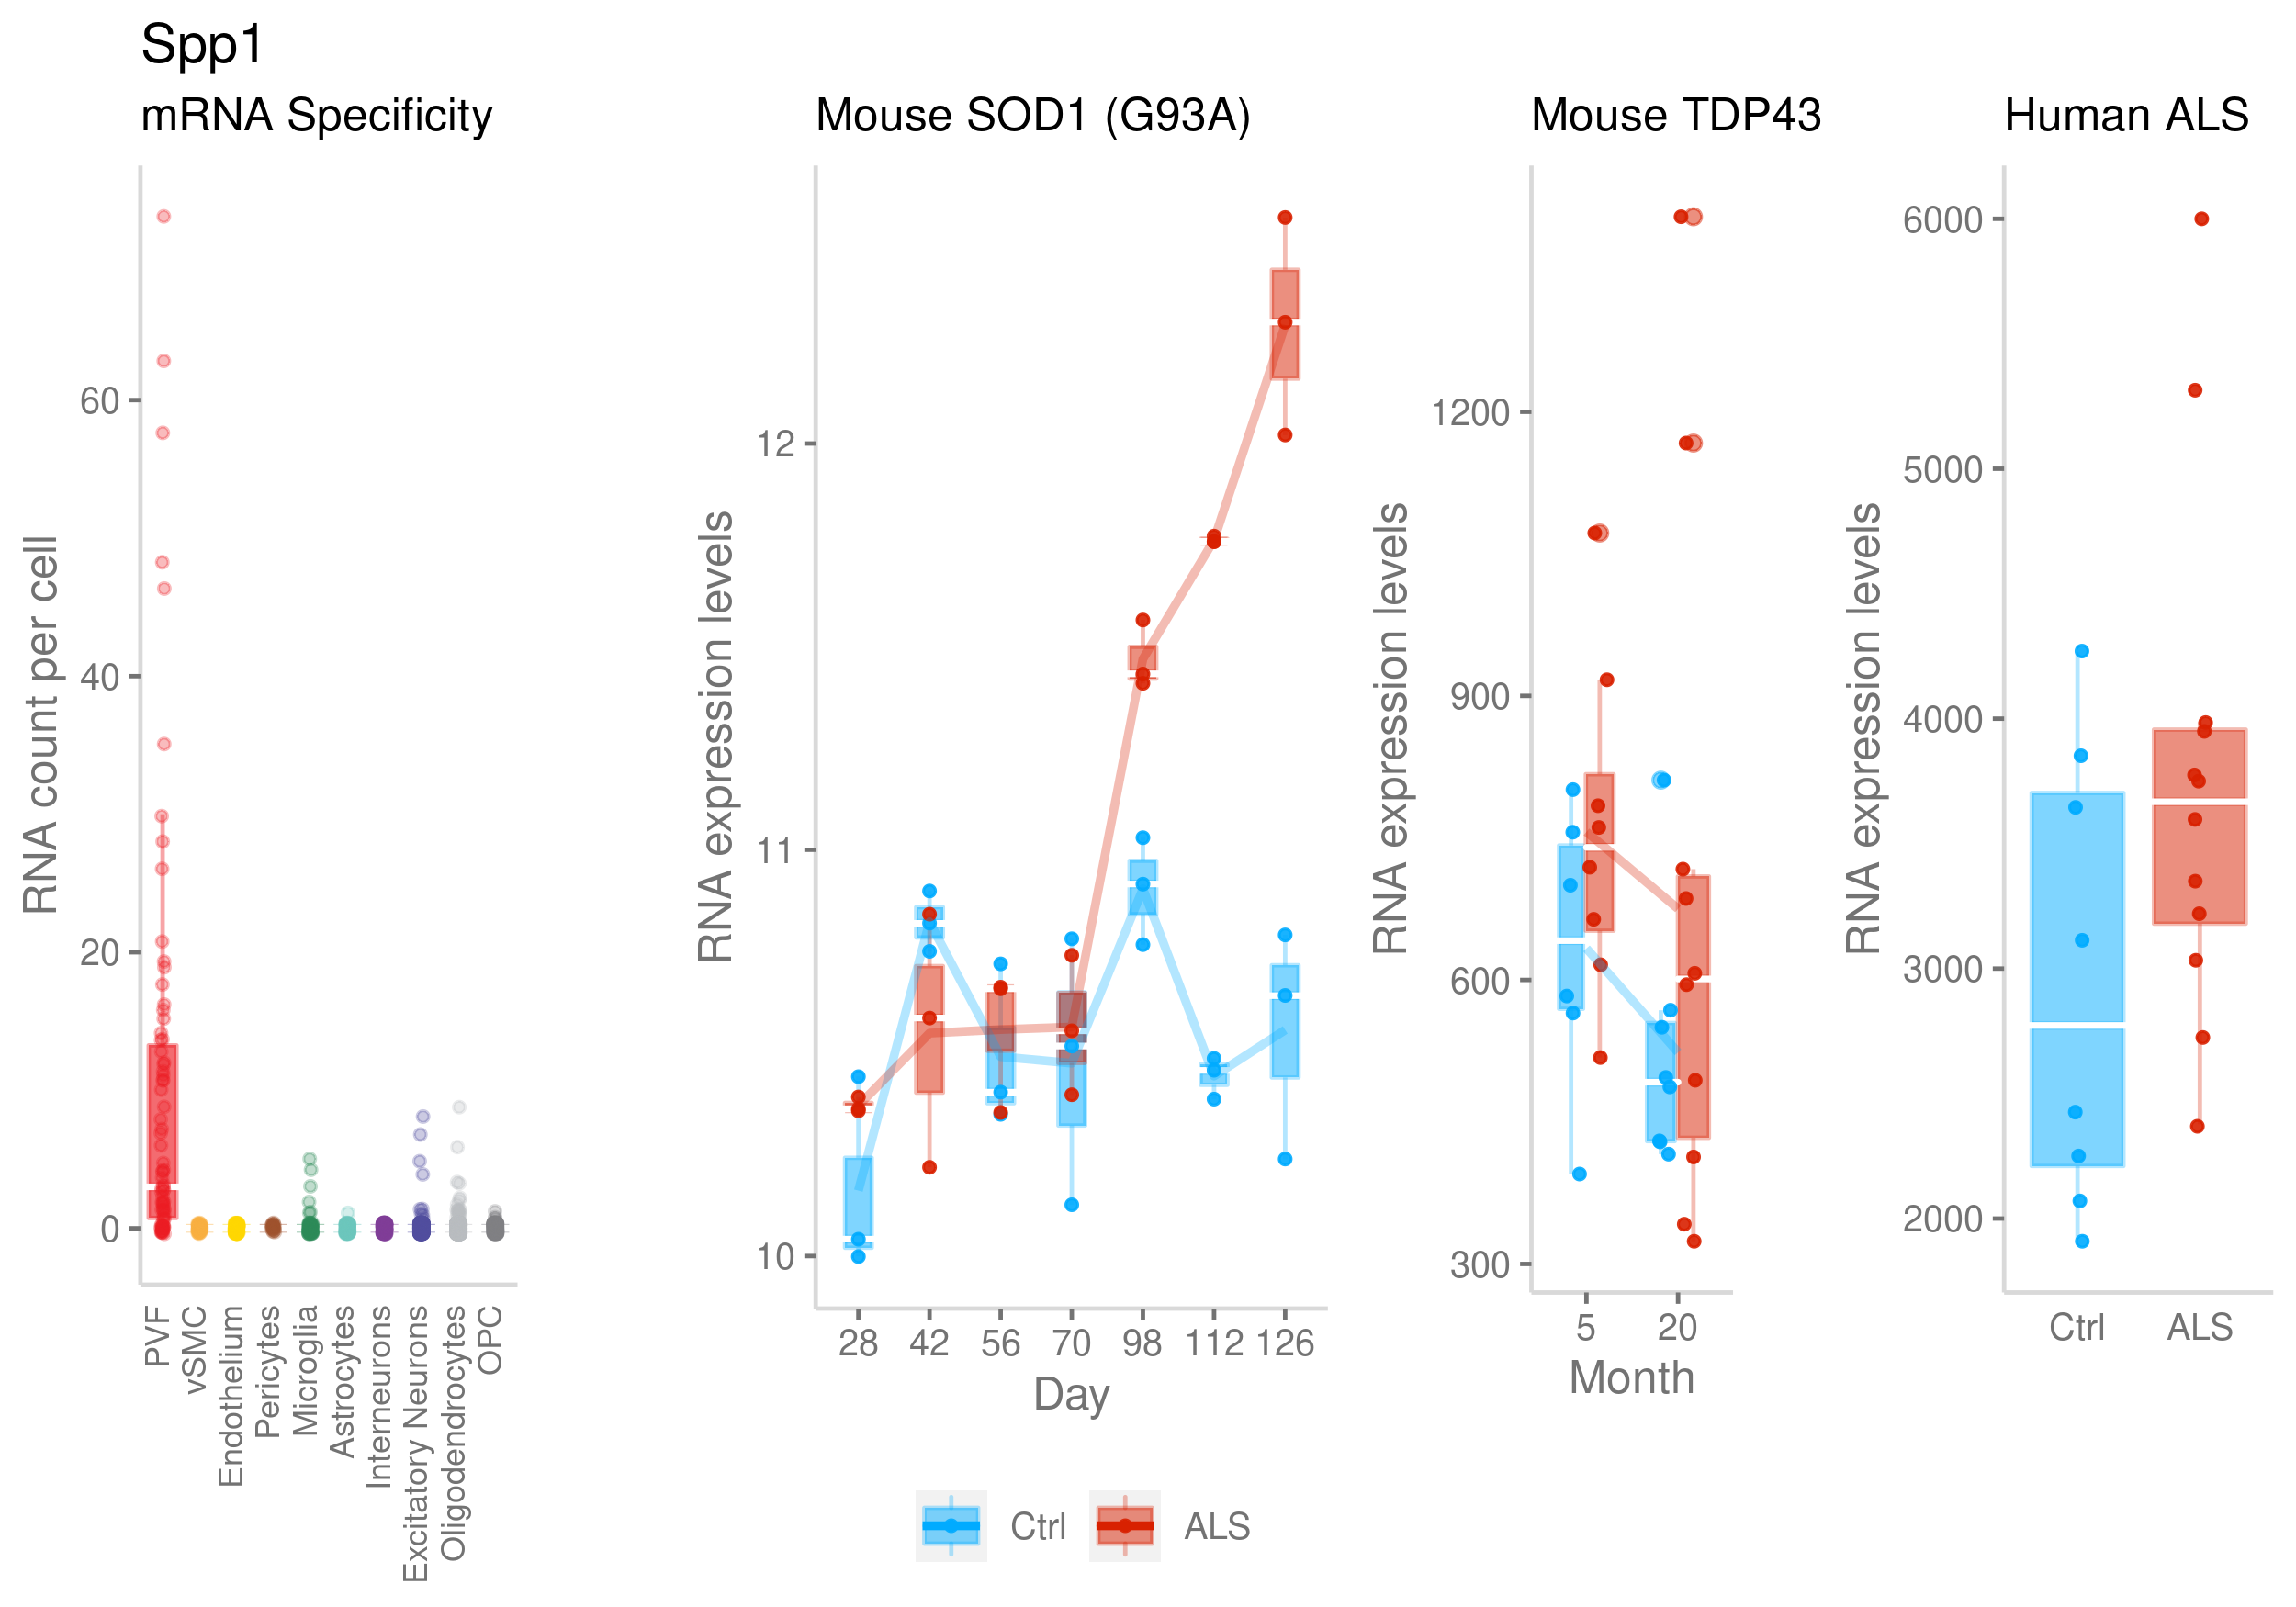 Spp1
mRNA Specificity
RNA count per cell
60
40
20
0
PVF
vSMC
Endothelium
Pericytes
Microglia
Astrocytes
Interneurons
Excitatory Neurons
Oligodendrocytes
OPC
Mouse SOD1 (G93A)
RNA expression levels
12
11
10
28 42 56 70 98 112 126
Day
Mouse TDP43
RNA expression levels
1200
900
600
300
5 20
Month
Human ALS
RNA expression levels
6000
5000
4000
3000
2000
Ctrl ALS
Ctrl ALS